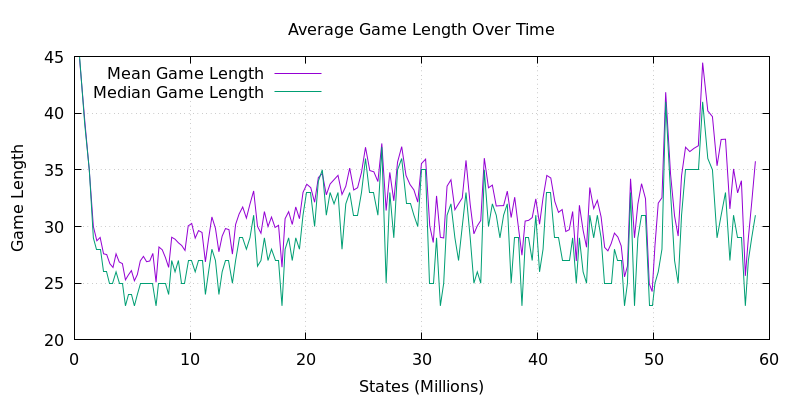 Average Game Length Over Time
Mean Game Length
Median Game Length
Game Length
45
40
35
30
25
20
0 10 20 30 40 50 60
States (Millions)